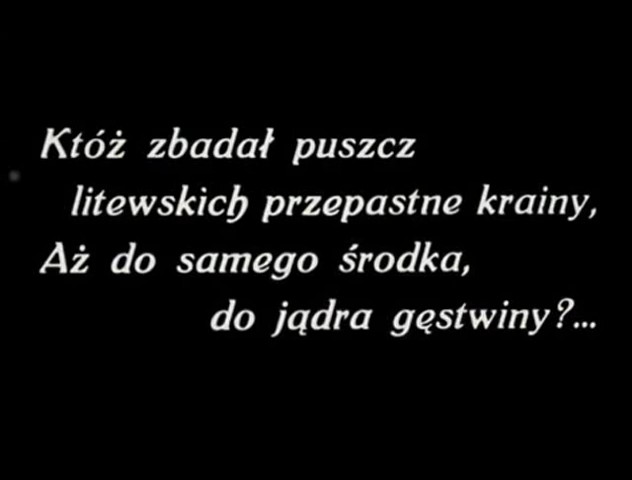 Któż zbadał puszcz
litewskich przepastne krainy,
Aż do samego środka,
do jądra gęstwiny?...